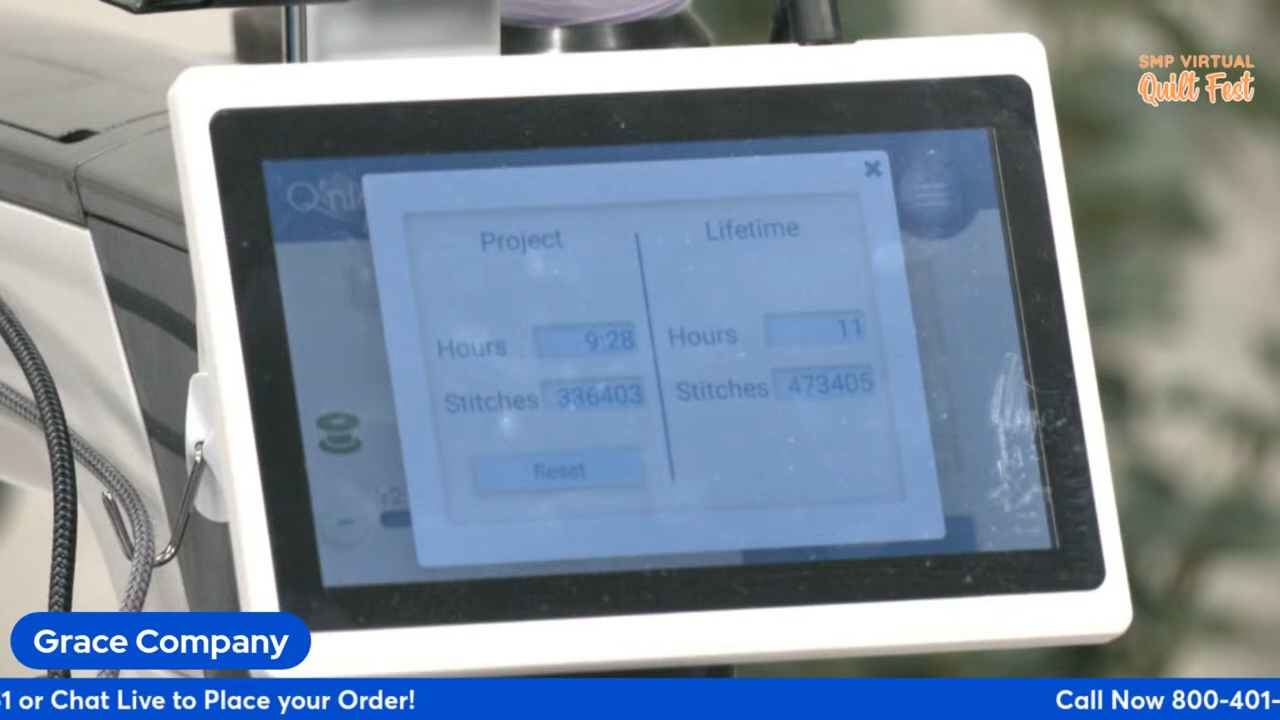 SMP VIRTUAL
Quilt Fest
Q'ni
Project
Lifetime
Hours 9:28
Hours 11
Stitches 336403
Stitches 473405
Reset
Grace Company
1 or Chat Live to Place your Order!
Call Now 800-401-